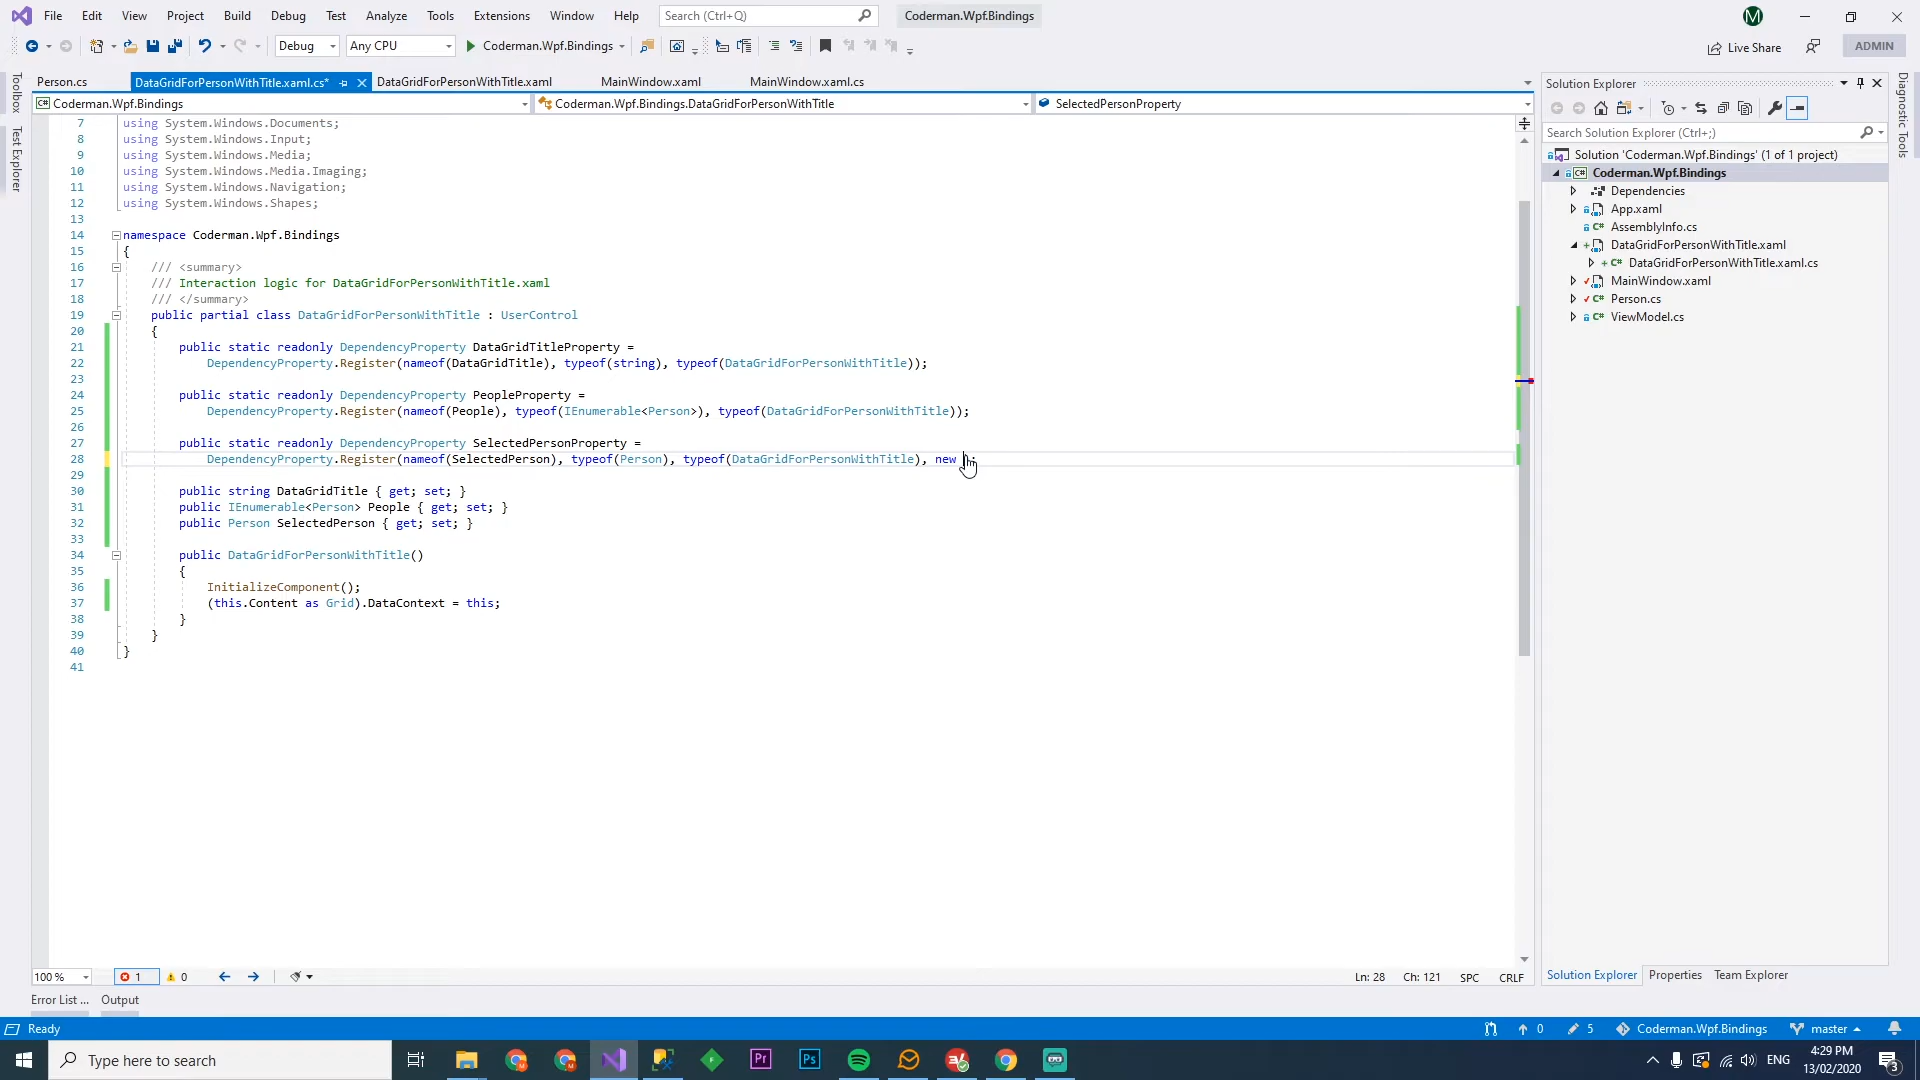 File Edit View Project Build Debug Test Analyze Tools Extensions Window Help Search (Ctrl+Q) Coderman.Wpf.Bindings
Debug Any CPU Coderman.Wpf.Bindings Live Share ADMIN
Person.cs DataGridForPersonWithTitle.xaml.cs* DataGridForPersonWithTitle.xaml MainWindow.xaml MainWindow.xaml.cs
Coderman.Wpf.Bindings Coderman.Wpf.Bindings.DataGridForPersonWithTitle SelectedPersonProperty
7 using System.Windows.Documents;
8 using System.Windows.Input;
9 using System.Windows.Media;
10 using System.Windows.Media.Imaging;
11 using System.Windows.Navigation;
12 using System.Windows.Shapes;
13
14 namespace Coderman.Wpf.Bindings
15 {
16 /// <summary>
17 /// Interaction logic for DataGridForPersonWithTitle.xaml
18 /// </summary>
19 public partial class DataGridForPersonWithTitle : UserControl
20 {
21 public static readonly DependencyProperty DataGridTitleProperty =
22 DependencyProperty.Register(nameof(DataGridTitle), typeof(string), typeof(DataGridForPersonWithTitle));
23
24 public static readonly DependencyProperty PeopleProperty =
25 DependencyProperty.Register(nameof(People), typeof(IEnumerable<Person>), typeof(DataGridForPersonWithTitle));
26
27 public static readonly DependencyProperty SelectedPersonProperty =
28 DependencyProperty.Register(nameof(SelectedPerson), typeof(Person), typeof(DataGridForPersonWithTitle), new );
29
30 public string DataGridTitle { get; set; }
31 public IEnumerable<Person> People { get; set; }
32 public Person SelectedPerson { get; set; }
33
34 public DataGridForPersonWithTitle()
35 {
36 InitializeComponent();
37 (this.Content as Grid).DataContext = this;
38 }
39 }
40 }
41
Toolbox
Test Explorer
100 % 1 0 Ln: 28 Ch: 121 SPC CRLF
Error List ... Output
Solution Explorer
Search Solution Explorer (Ctrl+;)
Solution 'Coderman.Wpf.Bindings' (1 of 1 project)
Coderman.Wpf.Bindings
Dependencies
App.xaml
AssemblyInfo.cs
DataGridForPersonWithTitle.xaml
DataGridForPersonWithTitle.xaml.cs
MainWindow.xaml
Person.cs
ViewModel.cs
Solution Explorer Properties Team Explorer
Diagnostic Tools
Ready 0 5 Coderman.Wpf.Bindings master
Type here to search ENG 4:29 PM
13/02/2020 3